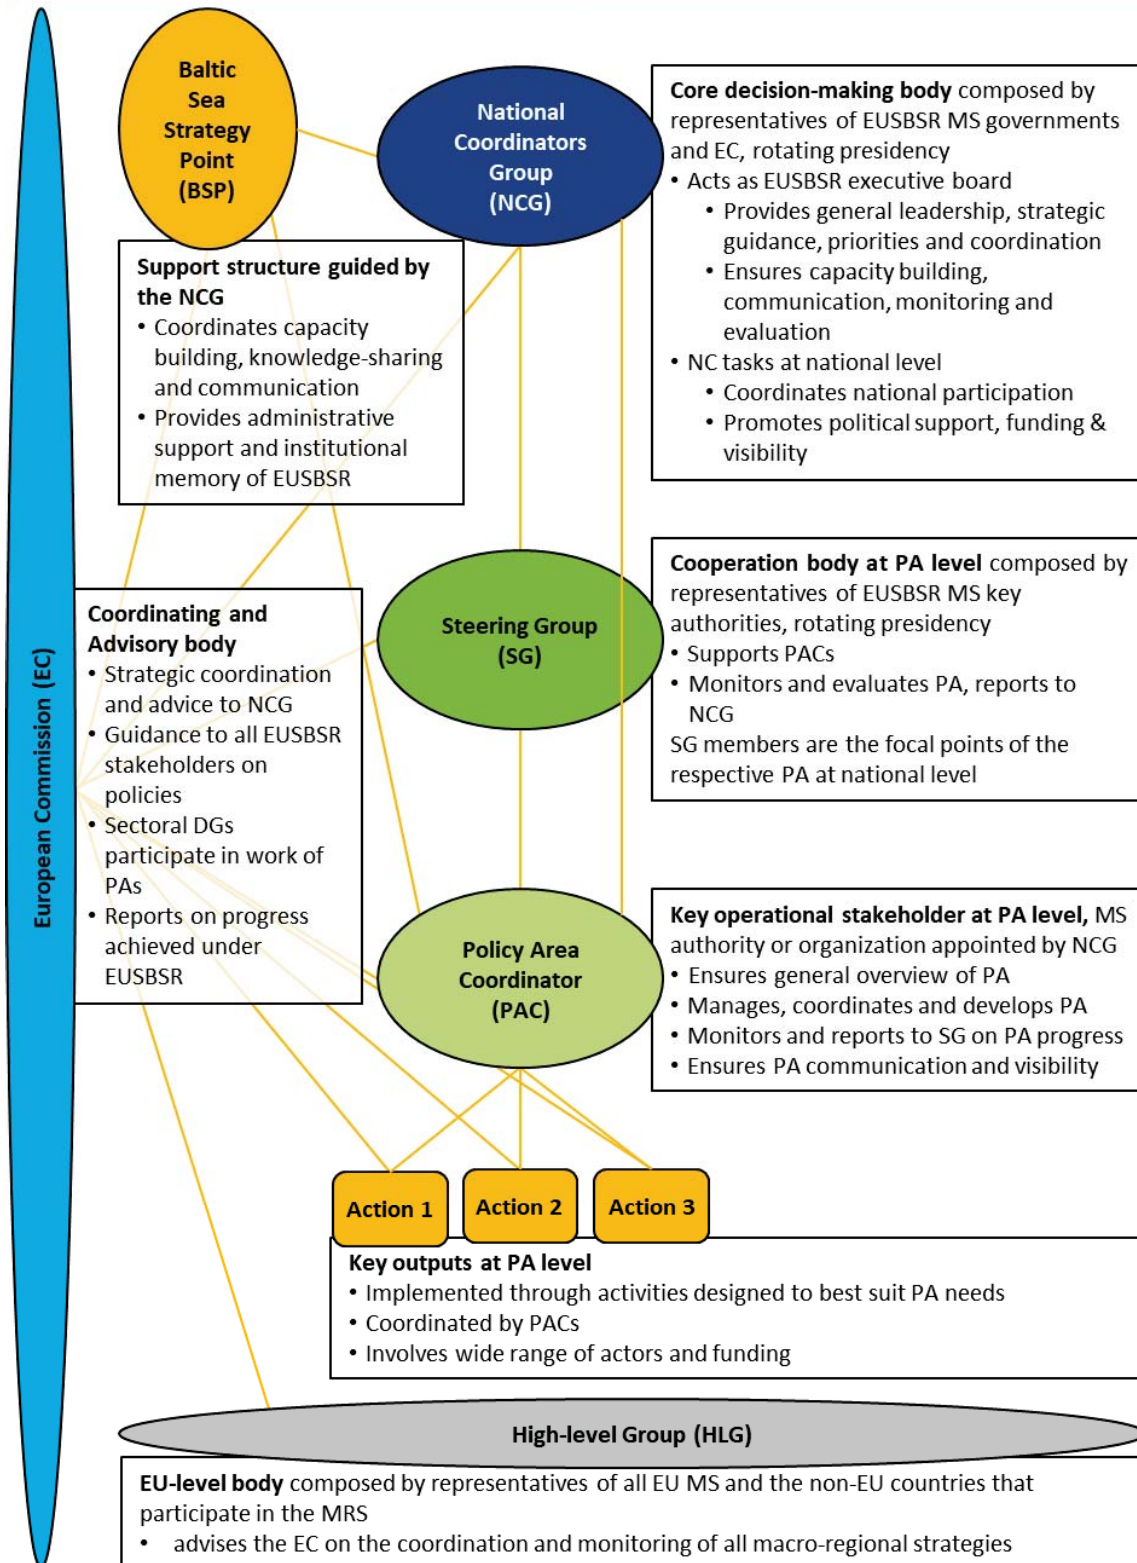 Baltic
Sea
Strategy
Point
(BSP)
National
Coordinators
Group
(NCG)
Core decision-making body composed by
representatives of EUSBSR MS governments
and EC, rotating presidency
• Acts as EUSBSR executive board
• Provides general leadership, strategic
guidance, priorities and coordination
• Ensures capacity building,
communication, monitoring and
evaluation
• NC tasks at national level
• Coordinates national participation
• Promotes political support, funding &
visibility
Support structure guided by
the NCG
• Coordinates capacity
building, knowledge-sharing
and communication
• Provides administrative
support and institutional
memory of EUSBSR
European Commission (EC)
Coordinating and
Advisory body
• Strategic coordination
and advice to NCG
• Guidance to all EUSBSR
stakeholders on
policies
• Sectoral DGs
participate in work of
PAs
• Reports on progress
achieved under
EUSBSR
Steering Group
(SG)
Cooperation body at PA level composed by
representatives of EUSBSR MS key
authorities, rotating presidency
• Supports PACs
• Monitors and evaluates PA, reports to
NCG
SG members are the focal points of the
respective PA at national level
Policy Area
Coordinator
(PAC)
Key operational stakeholder at PA level, MS
authority or organization appointed by NCG
• Ensures general overview of PA
• Manages, coordinates and develops PA
• Monitors and reports to SG on PA progress
• Ensures PA communication and visibility
Action 1
Action 2
Action 3
Key outputs at PA level
• Implemented through activities designed to best suit PA needs
• Coordinated by PACs
• Involves wide range of actors and funding
High-level Group (HLG)
EU-level body composed by representatives of all EU MS and the non-EU countries that
participate in the MRS
• advises the EC on the coordination and monitoring of all macro-regional strategies